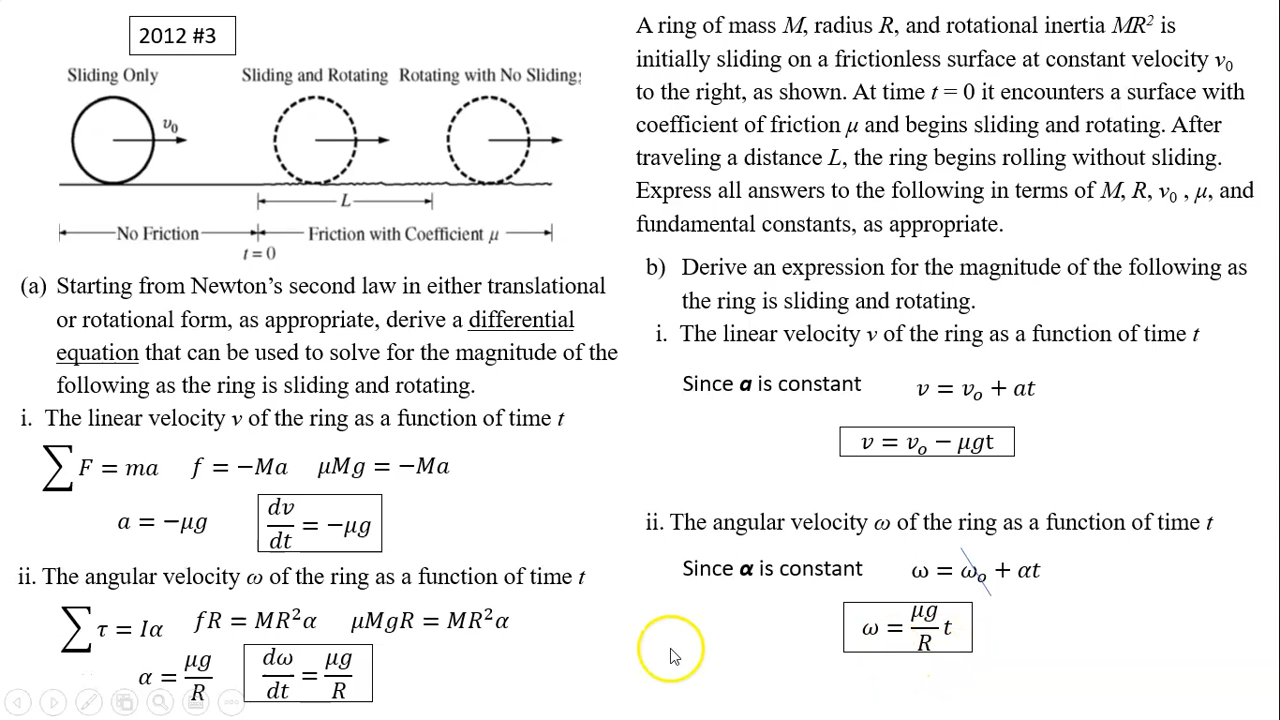 2012 #3
Sliding Only
Sliding and Rotating
Rotating with No Sliding:
υ₀
L
No Friction
Friction with Coefficient μ
t = 0
(a) Starting from Newton's second law in either translational
or rotational form, as appropriate, derive a differential
equation that can be used to solve for the magnitude of the
following as the ring is sliding and rotating.
i. The linear velocity v of the ring as a function of time t
∑F = ma f = −Ma μMg = −Ma
a = −μg dv/dt = −μg
ii. The angular velocity ω of the ring as a function of time t
∑τ = Iα fR = MR²α μMgR = MR²α
α = μg/R dω/dt = μg/R
A ring of mass M, radius R, and rotational inertia MR² is
initially sliding on a frictionless surface at constant velocity v₀
to the right, as shown. At time t = 0 it encounters a surface with
coefficient of friction μ and begins sliding and rotating. After
traveling a distance L, the ring begins rolling without sliding.
Express all answers to the following in terms of M, R, v₀ , μ, and
fundamental constants, as appropriate.
b) Derive an expression for the magnitude of the following as
the ring is sliding and rotating.
i. The linear velocity v of the ring as a function of time t
Since a is constant v = vₒ + at
v = vₒ − μgt
ii. The angular velocity ω of the ring as a function of time t
Since α is constant ω = ωₒ + αt
ω = μg/R t